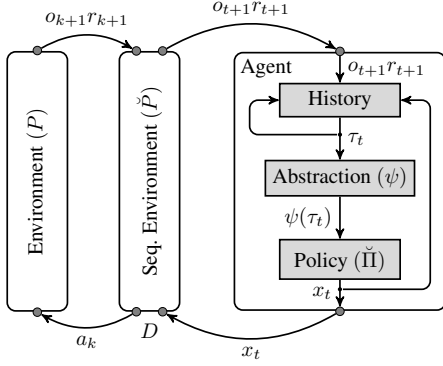 o_{k+1}r_{k+1}
o_{t+1}r_{t+1}
Environment (P)
Seq. Environment (P̆)
Agent
o_{t+1}r_{t+1}
History
τ_t
Abstraction (ψ)
ψ(τ_t)
Policy (Π̆)
x_t
a_k
D
x_t